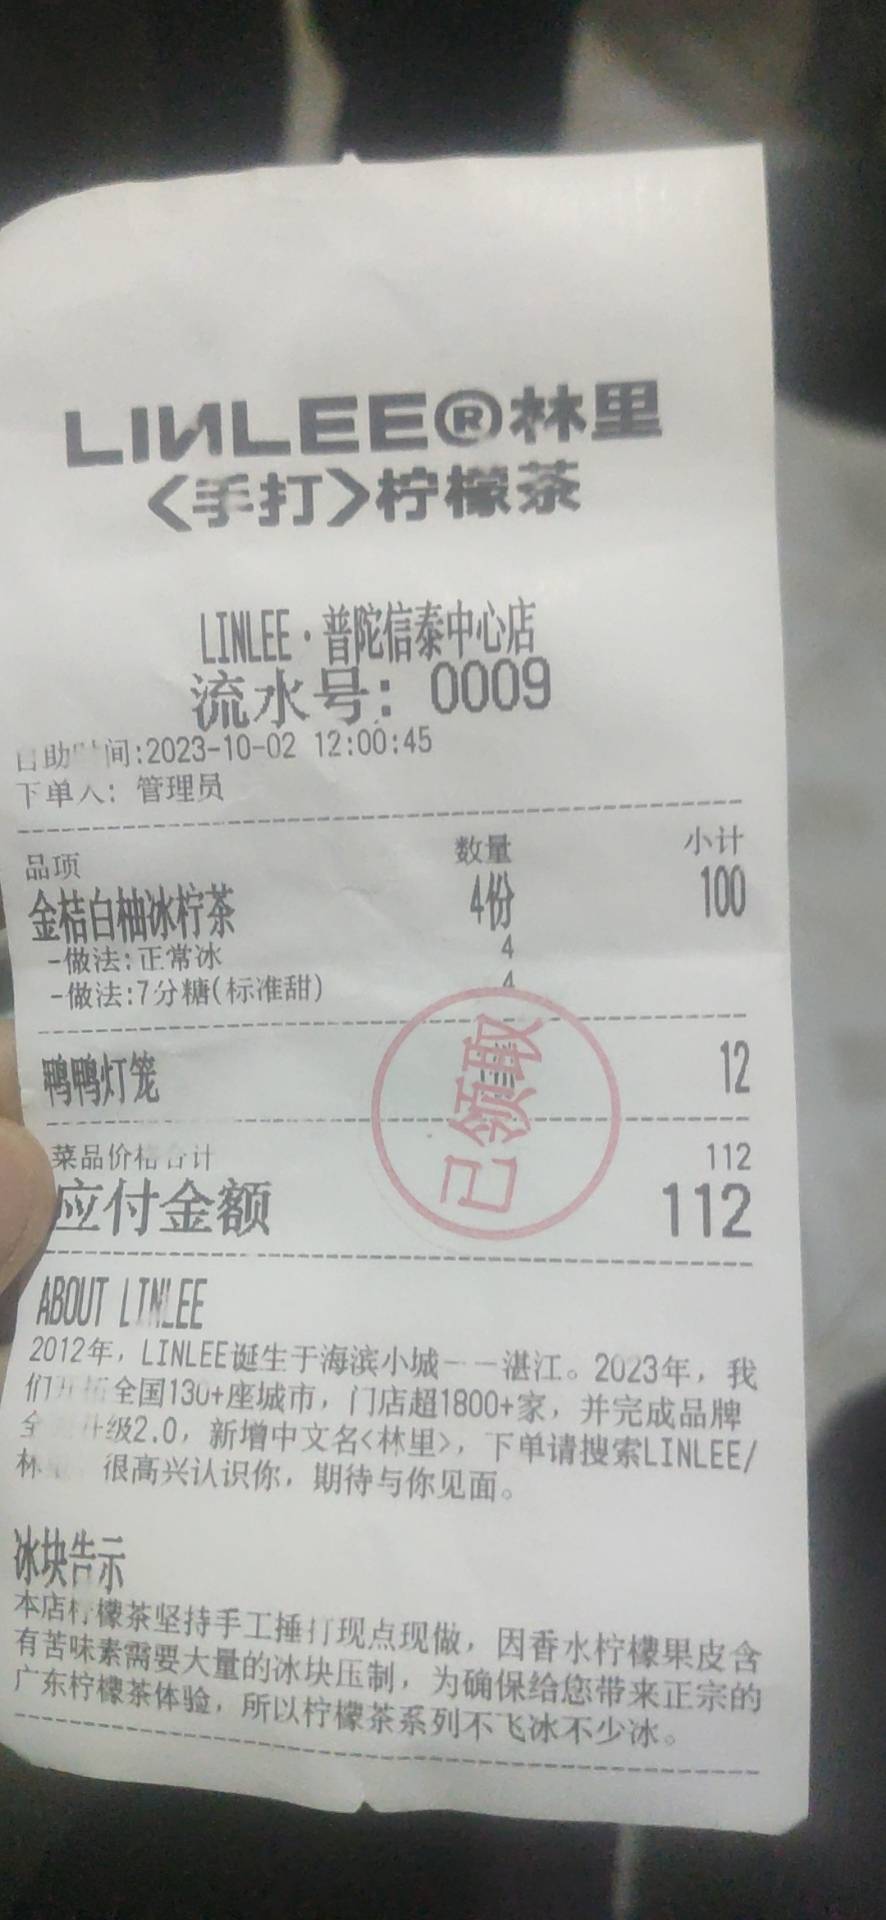 LINLEE®林里
<手打>柠檬茶
LINLEE·普陀信泰中心店
流水号: 0009
自助时间:2023-10-02 12:00:45
下单人: 管理员
品项 数量 小计
金桔白柚冰柠茶 4份 100
-做法:正常冰 4
-做法:7分糖(标准甜) 4
鸭鸭灯笼 12
已领取
菜品价格合计 112
应付金额 112
ABOUT LINLEE
2012年,LINLEE诞生于海滨小城--湛江。2023年,我
们开拓全国130+座城市,门店超1800+家,并完成品牌
全 升级2.0,新增中文名<林里>,下单请搜索LINLEE/
林 很高兴认识你,期待与你见面。
冰块告示
本店柠檬茶坚持手工捶打现点现做,因香水柠檬果皮含
有苦味素需要大量的冰块压制,为确保给您带来正宗的
广东柠檬茶体验,所以柠檬茶系列不飞冰不少冰。